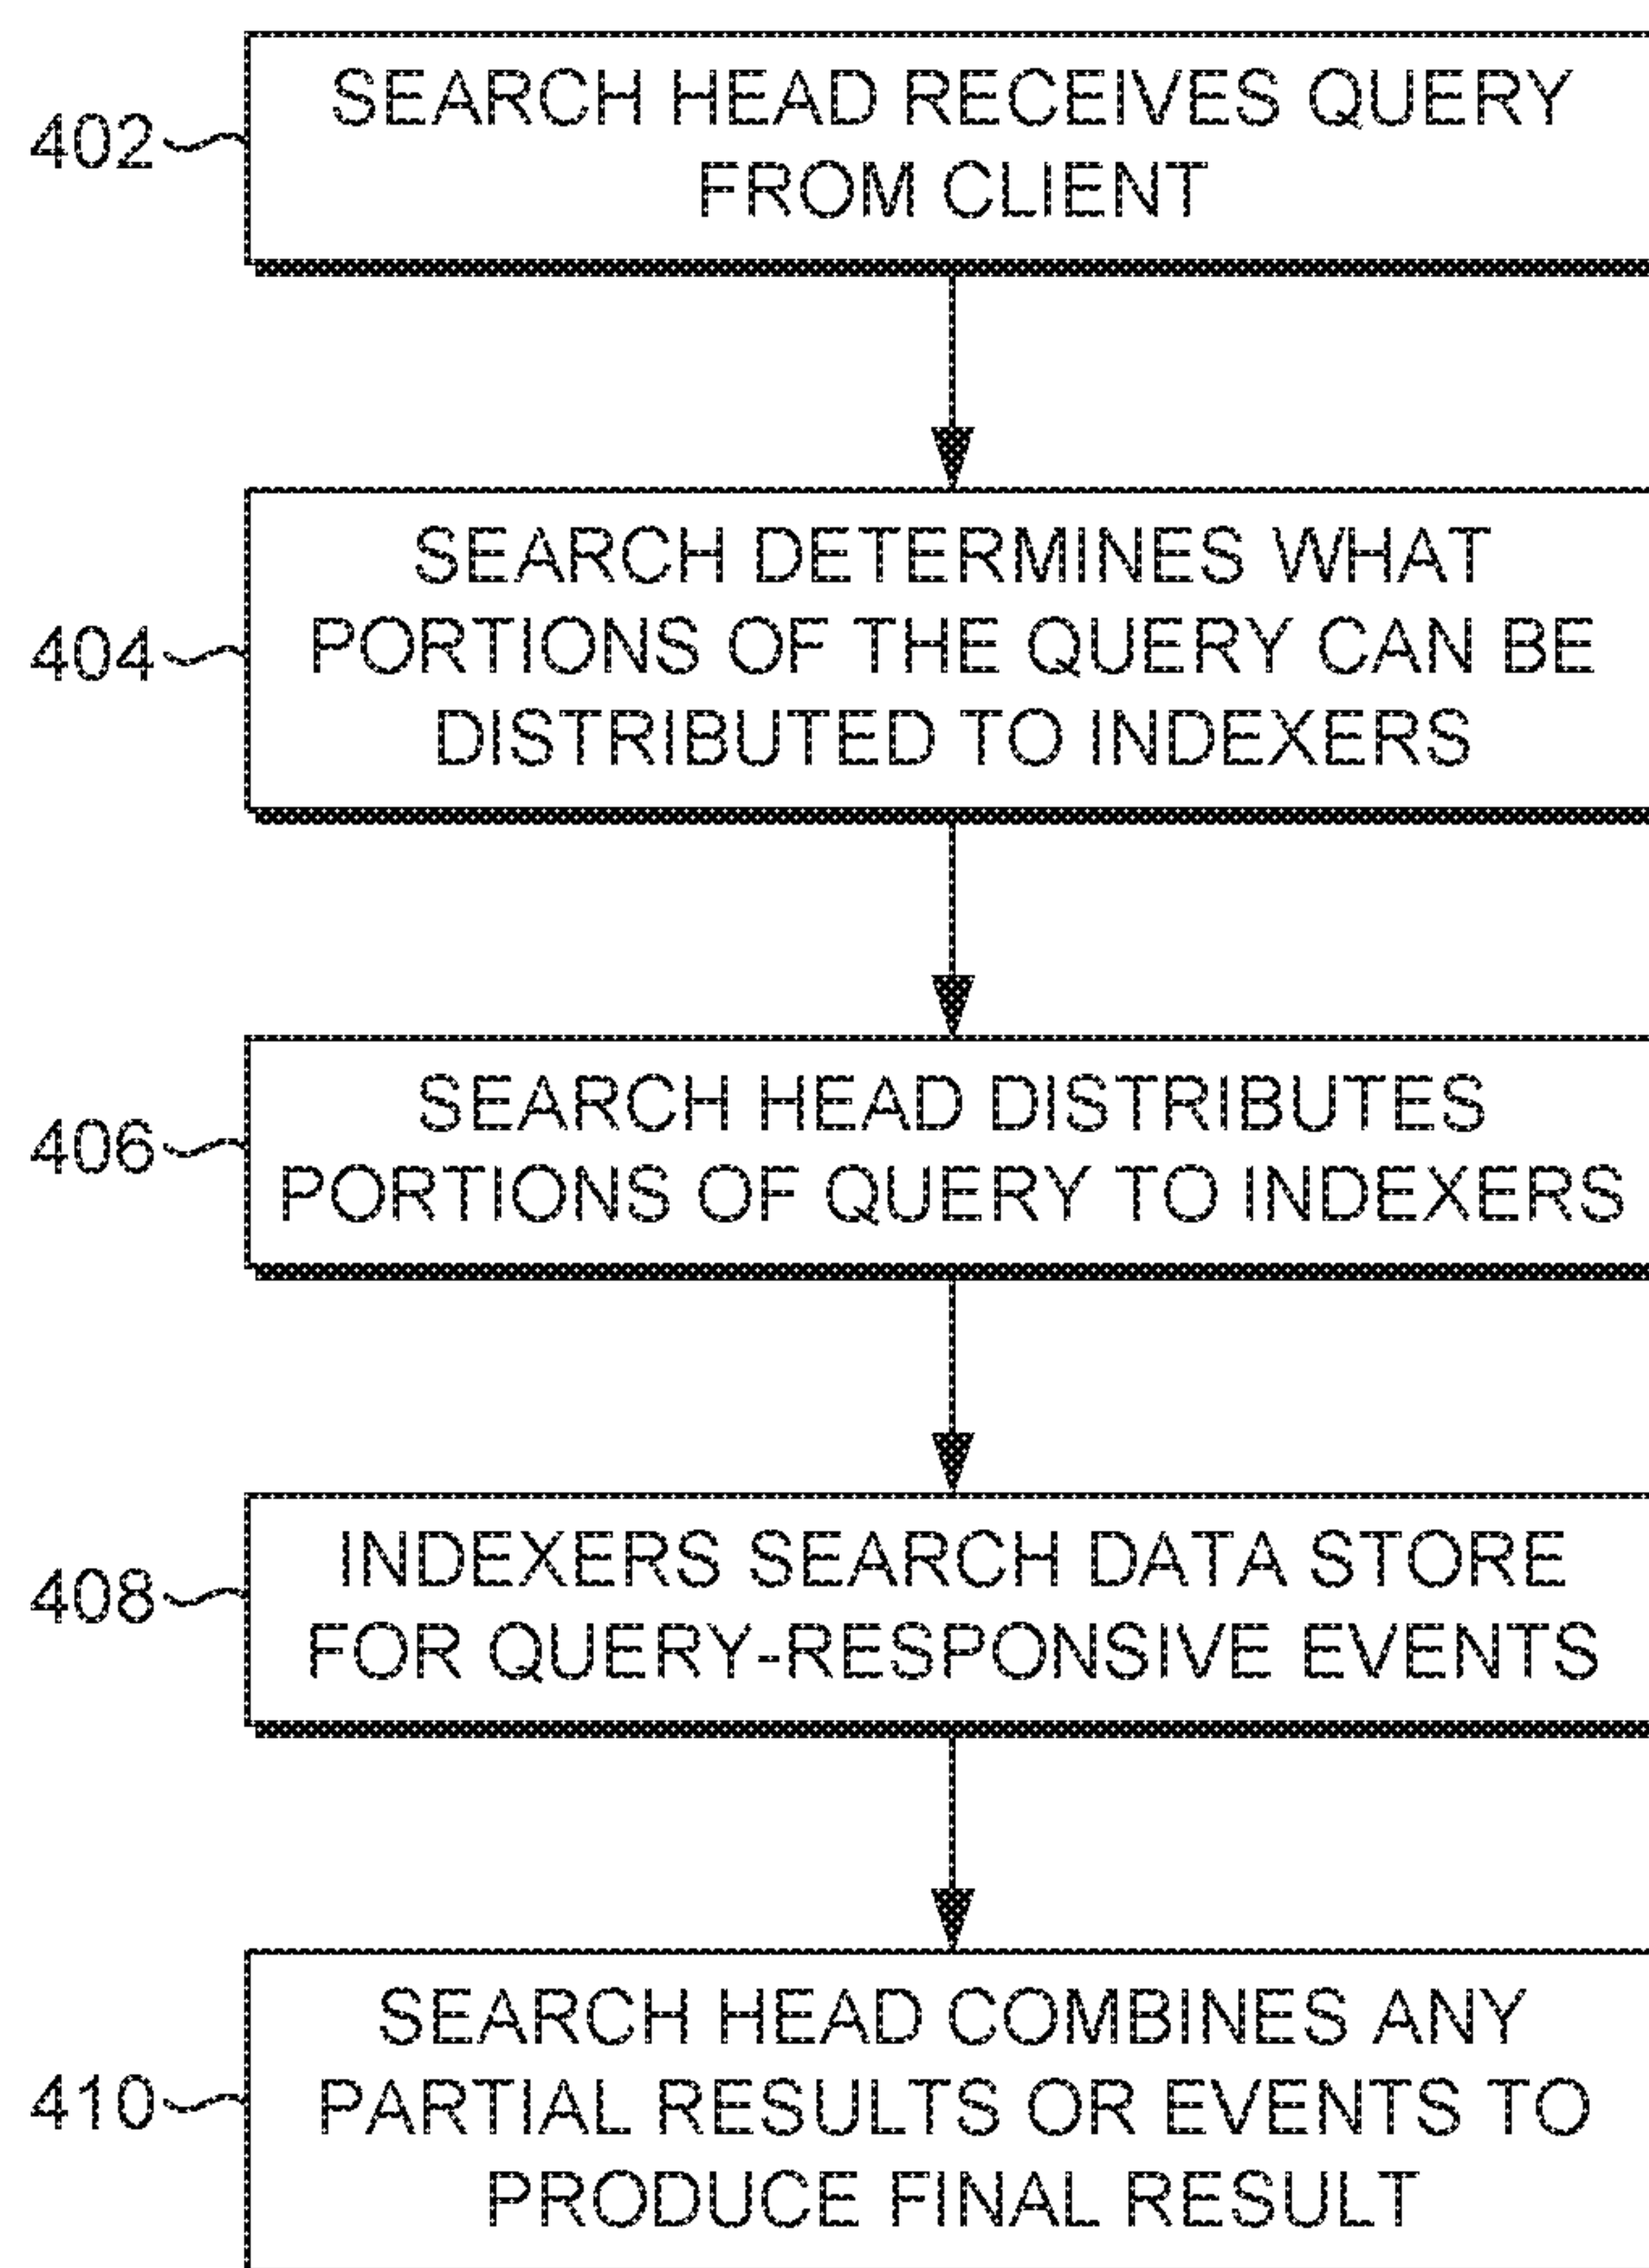 402
SEARCH HEAD RECEIVES QUERY
FROM CLIENT
404
SEARCH DETERMINES WHAT
PORTIONS OF THE QUERY CAN BE
DISTRIBUTED TO INDEXERS
406
SEARCH HEAD DISTRIBUTES
PORTIONS OF QUERY TO INDEXERS
408
INDEXERS SEARCH DATA STORE
FOR QUERY-RESPONSIVE EVENTS
410
SEARCH HEAD COMBINES ANY
PARTIAL RESULTS OR EVENTS TO
PRODUCE FINAL RESULT